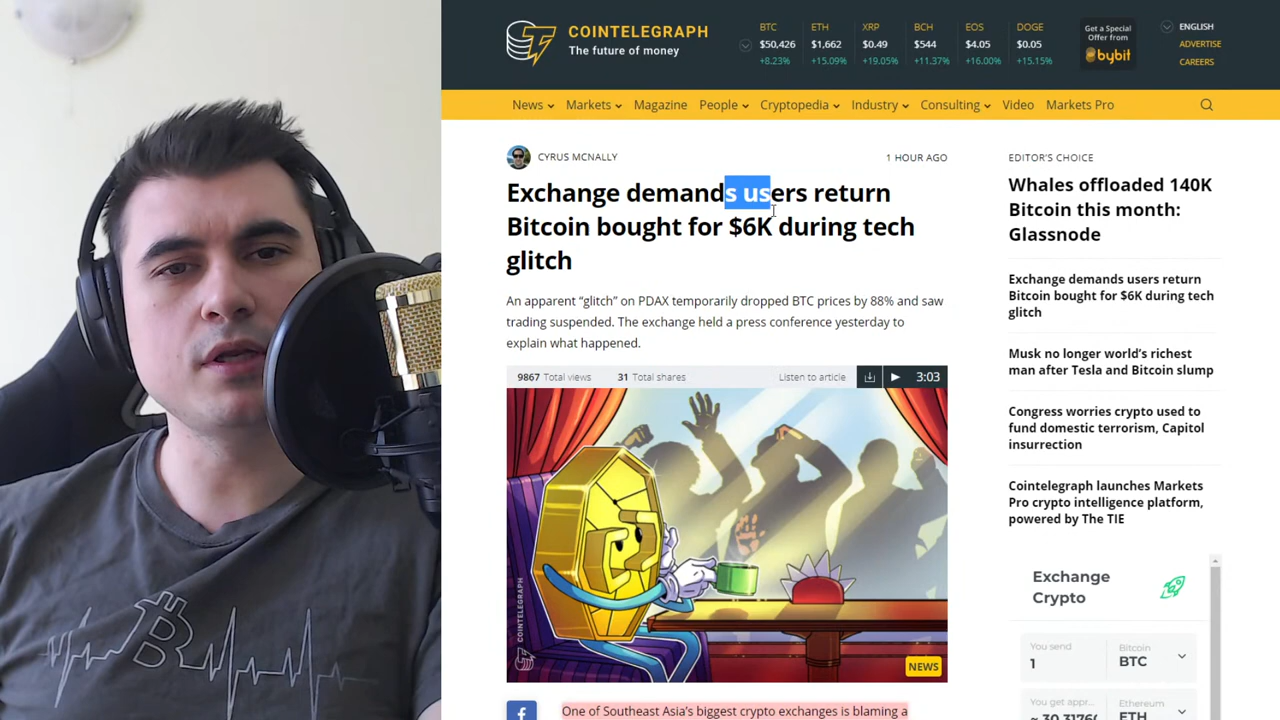 COINTELEGRAPH
The future of money
BTC
$50,426
+8.23%
ETH
$1,662
+15.09%
XRP
$0.49
+19.05%
BCH
$544
+11.37%
EOS
$4.05
+16.00%
DOGE
$0.05
+15.15%
Get a Special
Offer from
bybit
ENGLISH
ADVERTISE
CAREERS
News
Markets
Magazine
People
Cryptopedia
Industry
Consulting
Video
Markets Pro
CYRUS MCNALLY
1 HOUR AGO
Exchange demands users return
Bitcoin bought for $6K during tech
glitch
An apparent “glitch” on PDAX temporarily dropped BTC prices by 88% and saw
trading suspended. The exchange held a press conference yesterday to
explain what happened.
9867 Total views
31 Total shares
Listen to article
3:03
COINTELEGRAPH
NEWS
One of Southeast Asia’s biggest crypto exchanges is blaming a
EDITOR’S CHOICE
Whales offloaded 140K
Bitcoin this month:
Glassnode
Exchange demands users return
Bitcoin bought for $6K during tech
glitch
Musk no longer world’s richest
man after Tesla and Bitcoin slump
Congress worries crypto used to
fund domestic terrorism, Capitol
insurrection
Cointelegraph launches Markets
Pro crypto intelligence platform,
powered by The TIE
Exchange
Crypto
You send
1
Bitcoin
BTC
You get appr
Ethereum
ETH